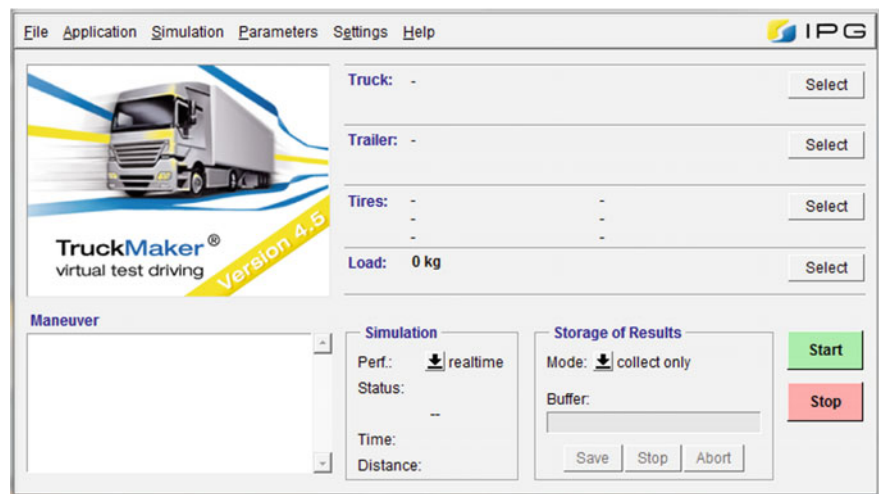 File Application Simulation Parameters Settings Help
IPG
TruckMaker®
virtual test driving
Version 4.5
Truck: - Select
Trailer: - Select
Tires: - - Select
- -
- -
Load: 0 kg Select
Maneuver
Simulation
Perf.: realtime
Status:
--
Time:
Distance:
Storage of Results
Mode: collect only
Buffer:
Save Stop Abort
Start
Stop